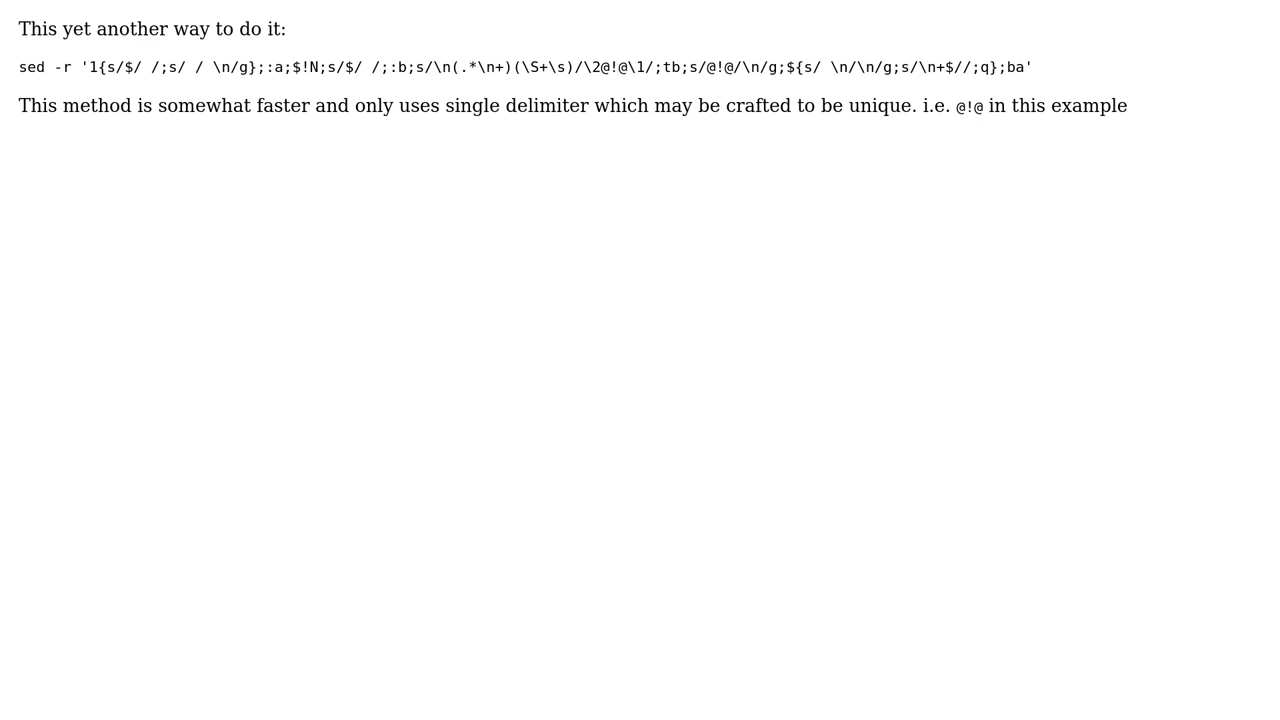 This yet another way to do it:
sed -r '1{s/$/ /;s/ / \n/g};:a;$!N;s/$/ /;:b;s/\n(.*\n+)(\S+\s)/\2@!@\1/;tb;s/@!@/\n/g;${s/ \n/\n/g;s/\n+$//;q};ba'
This method is somewhat faster and only uses single delimiter which may be crafted to be unique. i.e. @!@ in this example